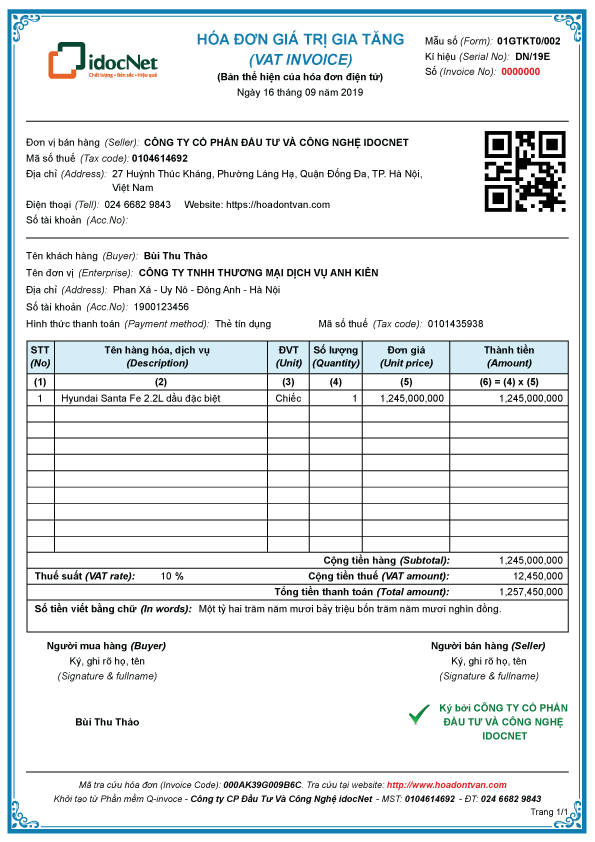 idocNet
Chất lượng - Bản sắc - Hiệu quả
HÓA ĐƠN GIÁ TRỊ GIA TĂNG
(VAT INVOICE)
(Bản thể hiện của hóa đơn điện tử)
Ngày 16 tháng 09 năm 2019
Mẫu số (Form): 01GTKT0/002
Kí hiệu (Serial No): DN/19E
Số (Invoice No): 0000000
Đơn vị bán hàng (Seller): CÔNG TY CỔ PHẦN ĐẦU TƯ VÀ CÔNG NGHỆ IDOCNET
Mã số thuế (Tax code): 0104614692
Địa chỉ (Address): 27 Huỳnh Thúc Kháng, Phường Láng Hạ, Quận Đống Đa, TP. Hà Nội,
Việt Nam
Điện thoại (Tell): 024 6682 9843 Website: https://hoadontvan.com
Số tài khoản (Acc.No):
Tên khách hàng (Buyer): Bùi Thu Thảo
Tên đơn vị (Enterprise): CÔNG TY TNHH THƯƠNG MẠI DỊCH VỤ ANH KIÊN
Địa chỉ (Address): Phan Xá - Uy Nô - Đông Anh - Hà Nội
Số tài khoản (Acc.No): 1900123456
Hình thức thanh toán (Payment method): Thẻ tín dụng Mã số thuế (Tax code): 0101435938
STT Tên hàng hóa, dịch vụ ĐVT Số lượng Đơn giá Thành tiền
(No) (Description) (Unit) (Quantity) (Unit price) (Amount)
(1) (2) (3) (4) (5) (6) = (4) x (5)
1 Hyundai Santa Fe 2.2L dầu đặc biệt Chiếc 1 1,245,000,000 1,245,000,000
Cộng tiền hàng (Subtotal): 1,245,000,000
Thuế suất (VAT rate): 10 % Cộng tiền thuế (VAT amount): 12,450,000
Tổng tiền thanh toán (Total amount): 1,257,450,000
Số tiền viết bằng chữ (In words): Một tỷ hai trăm năm mươi bảy triệu bốn trăm năm mươi nghìn đồng.
Người mua hàng (Buyer) Người bán hàng (Seller)
Ký, ghi rõ họ, tên Ký, ghi rõ họ, tên
(Signature & fullname) (Signature & fullname)
Bùi Thu Thảo
Ký bởi CÔNG TY CỔ PHẦN
ĐẦU TƯ VÀ CÔNG NGHỆ
IDOCNET
Mã tra cứu hóa đơn (Invoice Code): 000AK39G009B6C. Tra cứu tại website: http://www.hoadontvan.com
Khởi tạo từ Phần mềm Q-invoce - Công ty CP Đầu Tư Và Công Nghệ idocNet - MST: 0104614692 - ĐT: 024 6682 9843
Trang 1/1